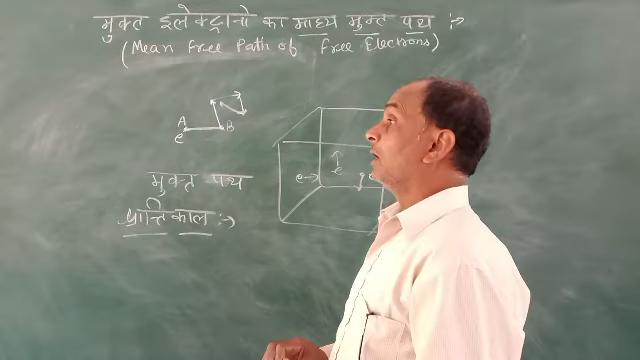 मुक्त इलेक्ट्रानो का माध्य मुक्त पथ :->
(Mean Free Path of free Electrons)
A
B
e
e e
e
मुक्त पथ
श्रान्ति काल :->